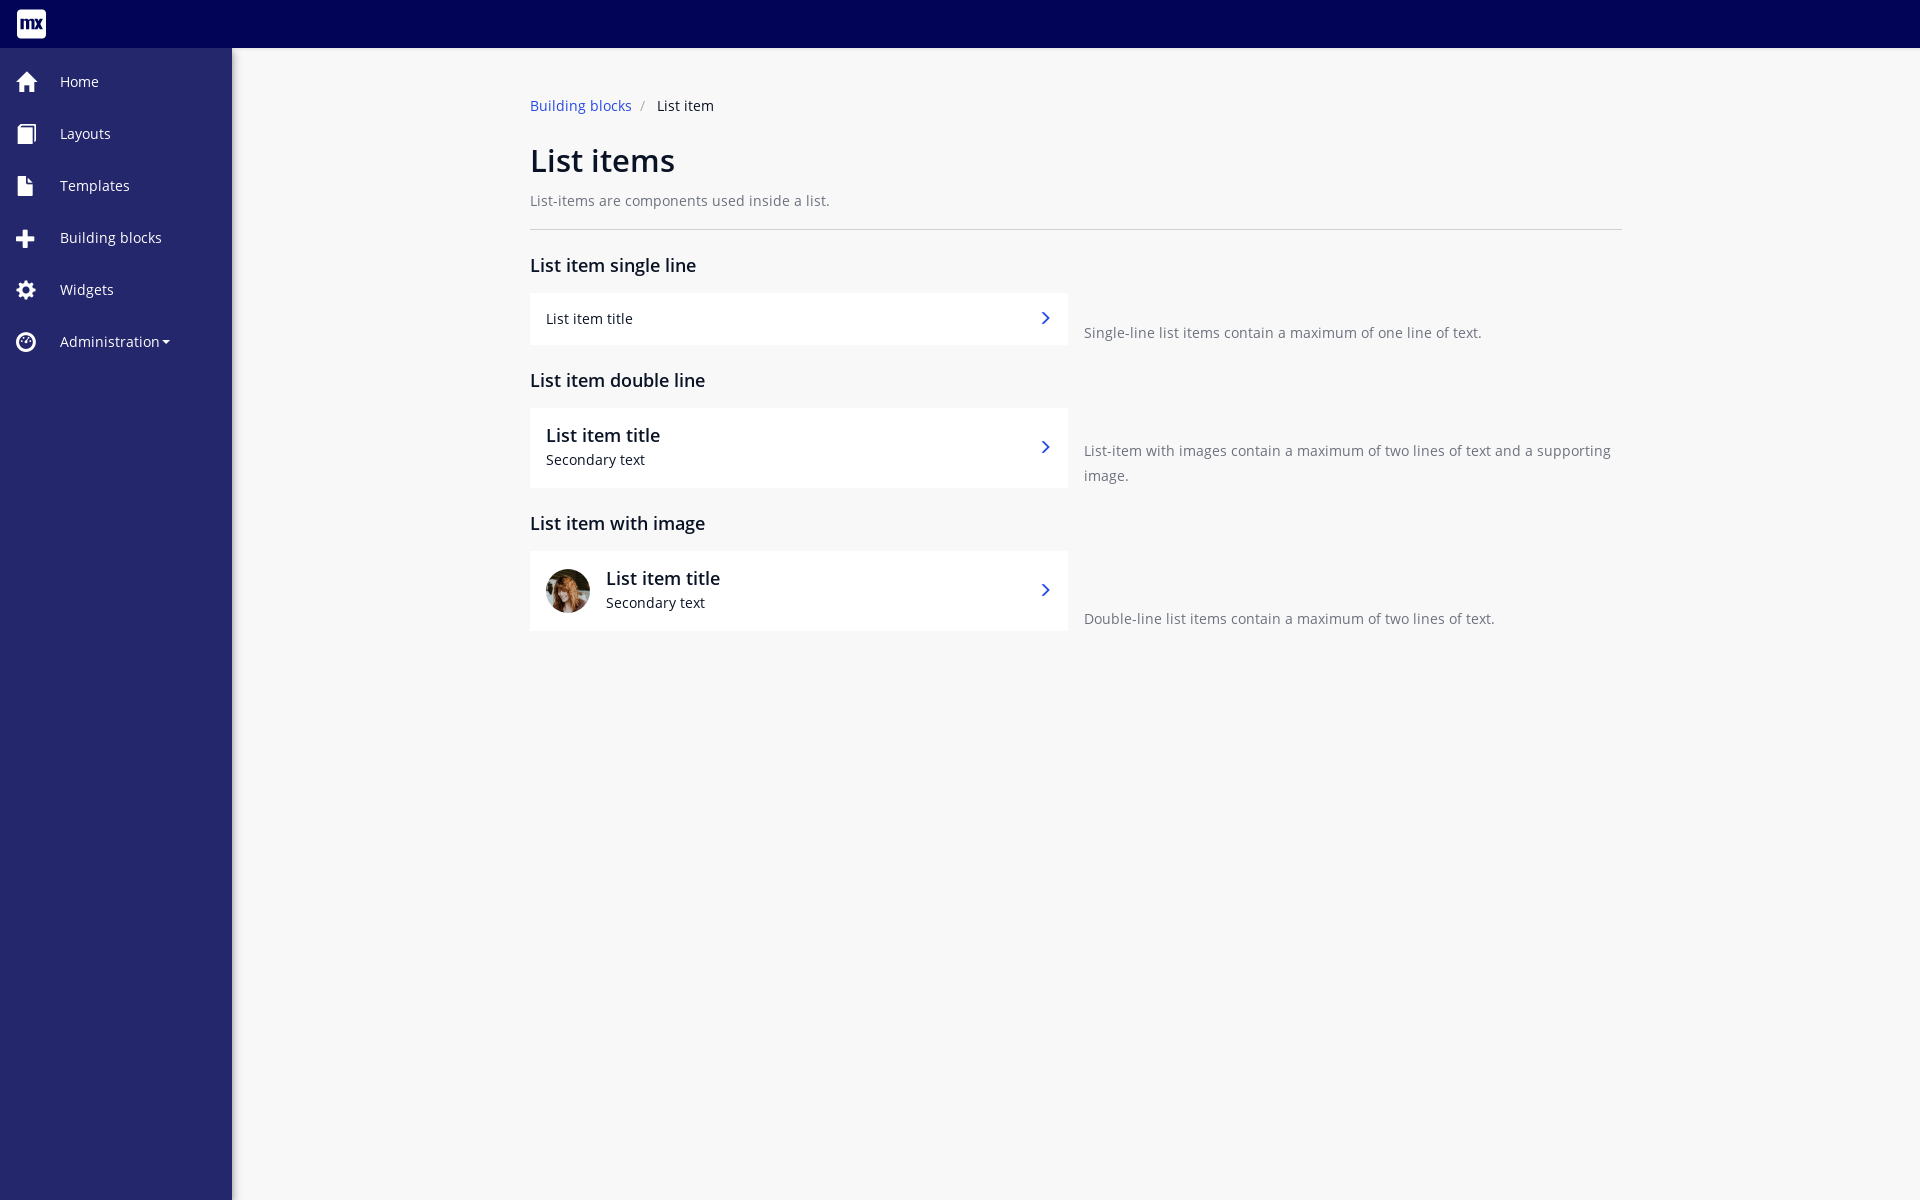 mx
Home
Layouts
Templates
Building blocks
Widgets
Administration
Building blocks / List item
List items
List-items are components used inside a list.
List item single line
List item title
Single-line list items contain a maximum of one line of text.
List item double line
List item title
Secondary text
List-item with images contain a maximum of two lines of text and a supporting
image.
List item with image
List item title
Secondary text
Double-line list items contain a maximum of two lines of text.